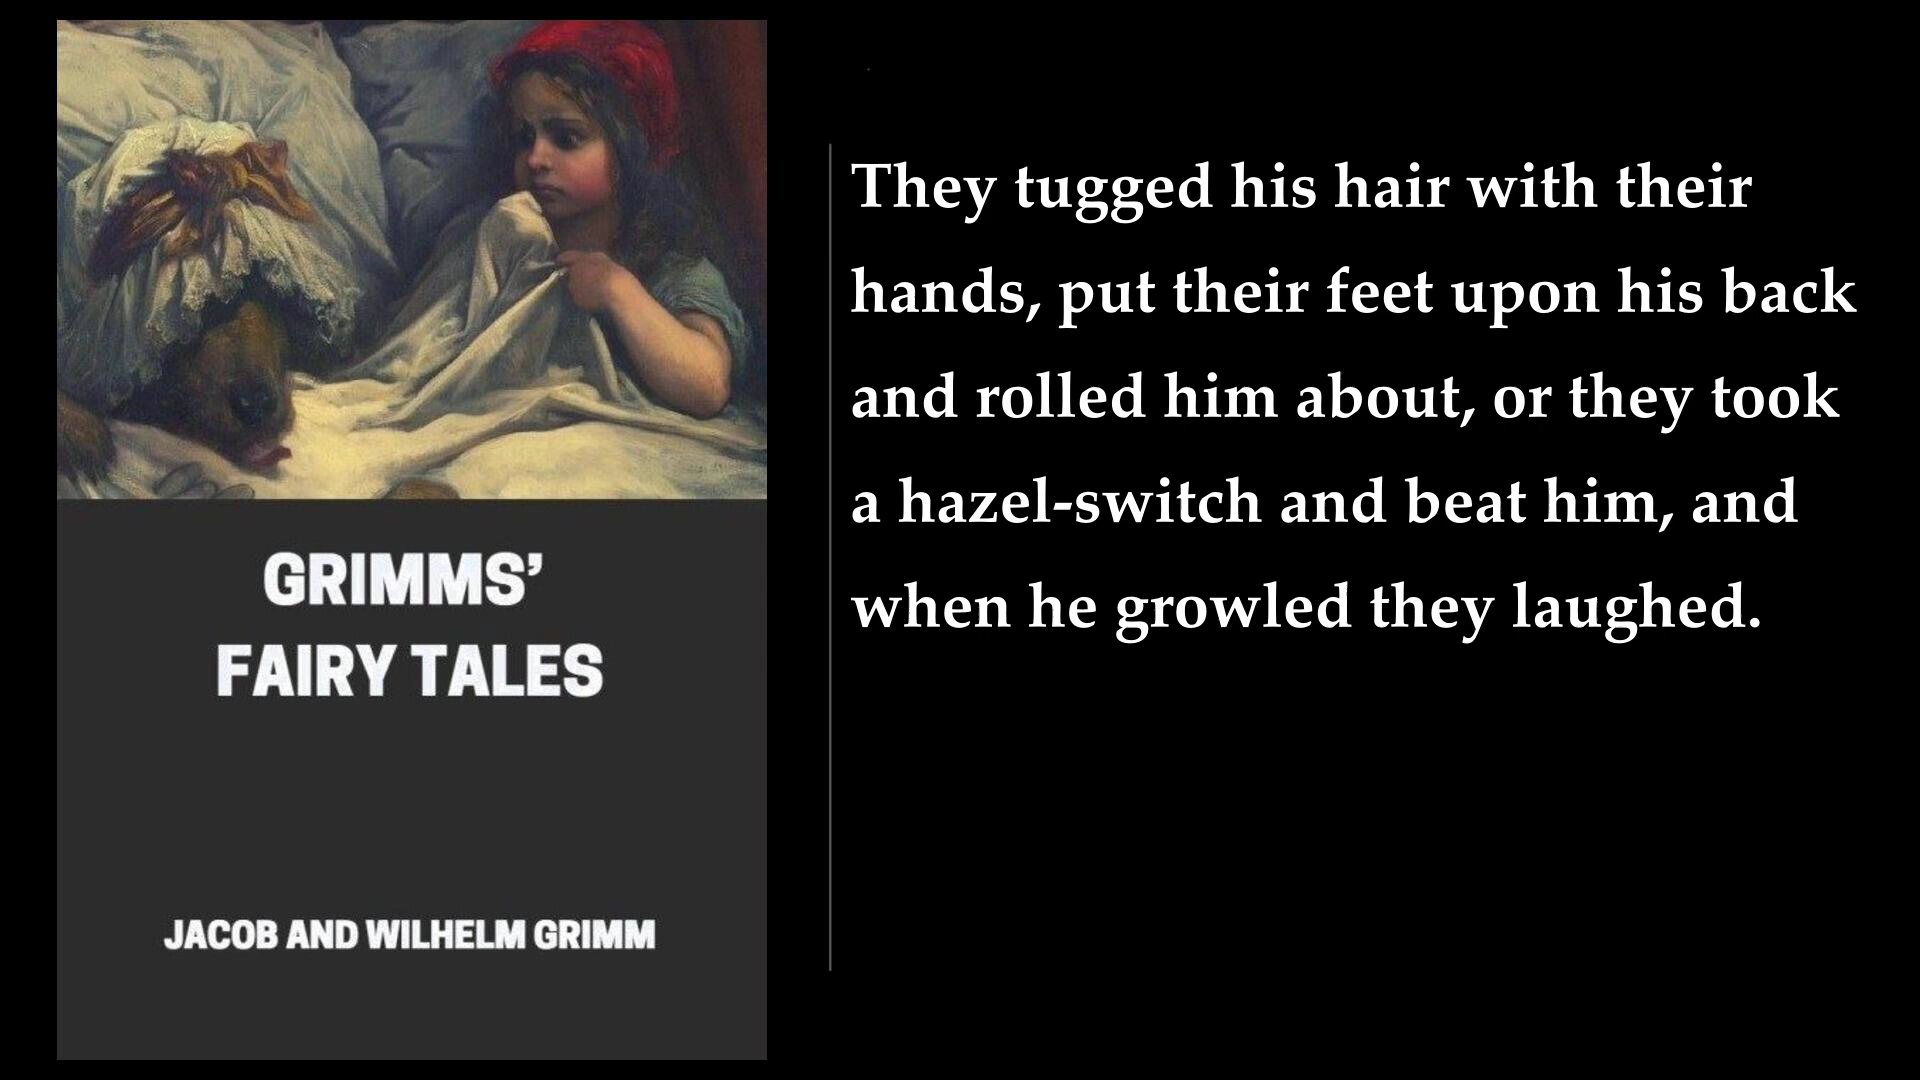 GRIMMS’
FAIRY TALES
JACOB AND WILHELM GRIMM
They tugged his hair with their
hands, put their feet upon his back
and rolled him about, or they took
a hazel-switch and beat him, and
when he growled they laughed.